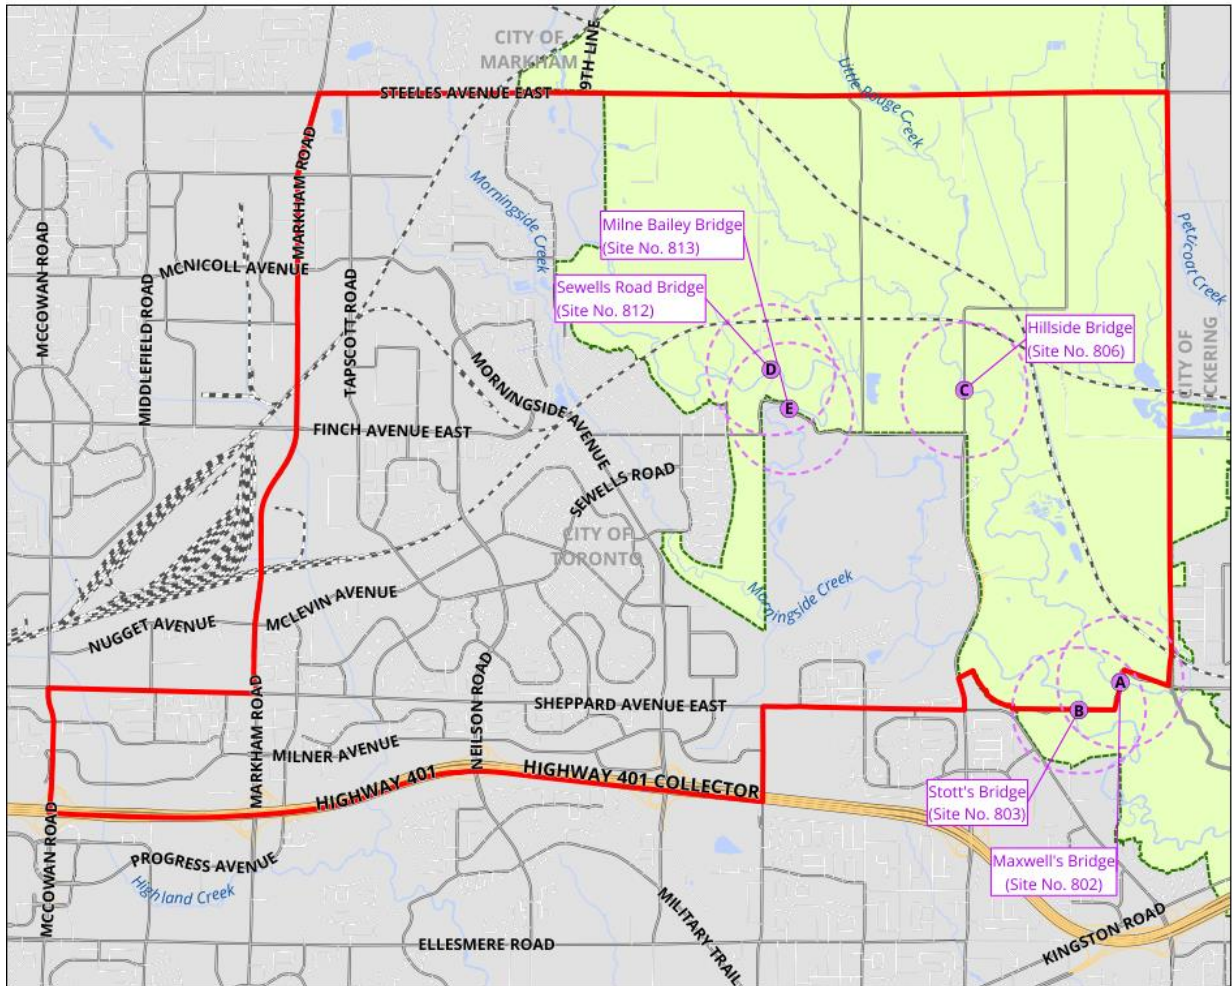 CITY OF
MARKHAM
9TH LINE
STEELES AVENUE EAST
Little Rouge Creek
MARKHAM ROAD
Morningside Creek
Petticoat Creek
Milne Bailey Bridge
(Site No. 813)
MCCOWAN ROAD
MCNICOLL AVENUE
MIDDLEFIELD ROAD
TAPSCOTT ROAD
Sewells Road Bridge
(Site No. 812)
Hillside Bridge
(Site No. 806)
CITY OF
PICKERING
D
C
E
MORNINGSIDE AVENUE
FINCH AVENUE EAST
SEWELLS ROAD
CITY OF
TORONTO
Morningside Creek
MCLEVIN AVENUE
NUGGET AVENUE
NEILSON ROAD
MARKHAM ROAD
SHEPPARD AVENUE EAST
A
B
MILNER AVENUE
HIGHWAY 401
HIGHWAY 401 COLLECTOR
Stott's Bridge
(Site No. 803)
MCCOWAN ROAD
PROGRESS AVENUE
Highland Creek
Maxwell's Bridge
(Site No. 802)
MILITARY TRAIL
KINGSTON ROAD
ELLESMERE ROAD